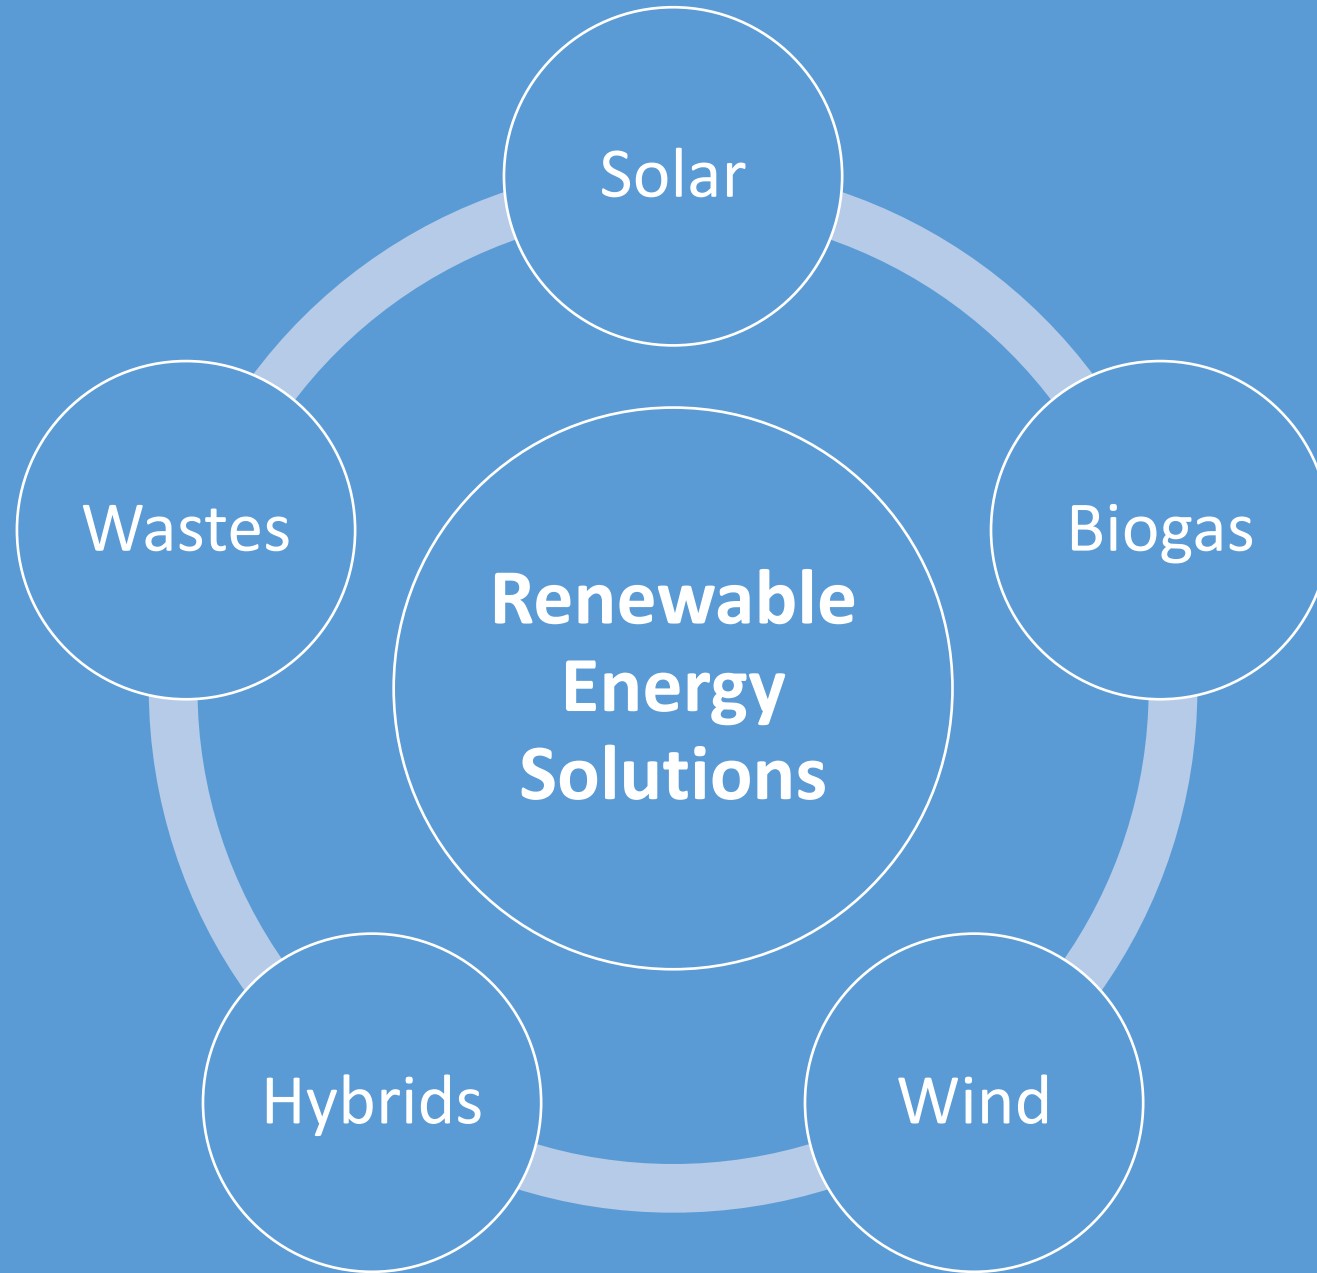 Solar
Wastes
Biogas
Renewable
Energy
Solutions
Hybrids
Wind